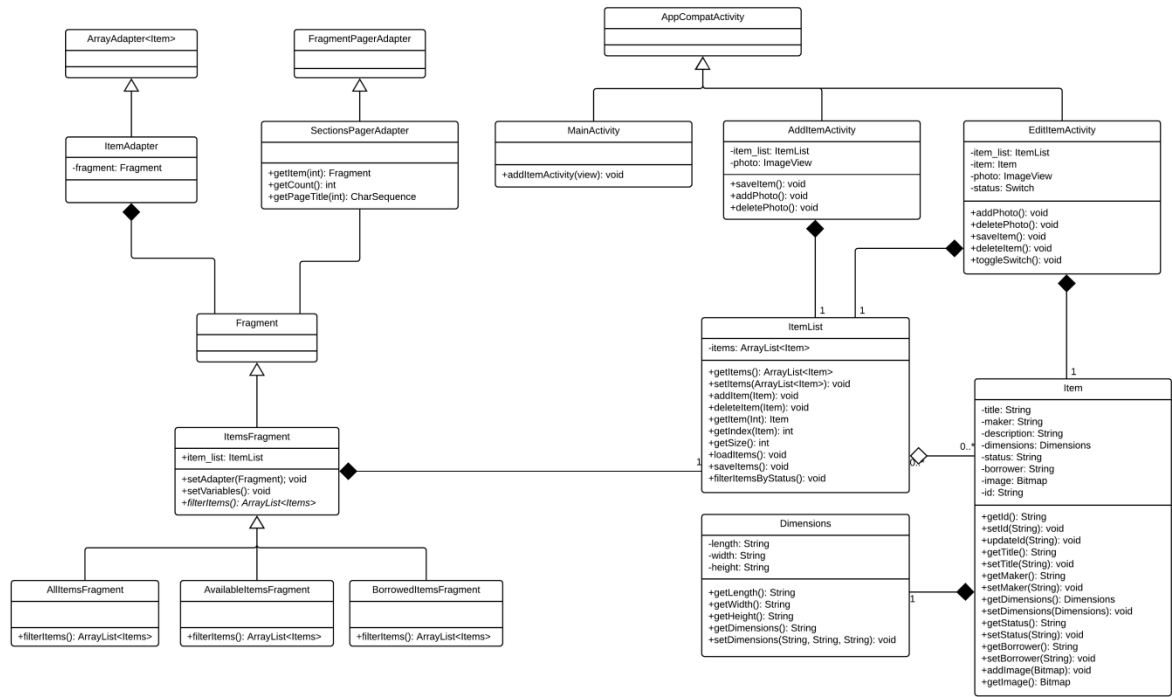 AppCompatActivity
ArrayAdapter<Item>
FragmentPagerAdapter
ItemAdapter
-fragment: Fragment
SectionsPagerAdapter
+getItem(int): Fragment
+getCount(): int
+getPageTitle(int): CharSequence
MainActivity
+addItemActivity(view): void
AddItemActivity
-item_list: ItemList
-photo: ImageView
+saveItem(): void
+addPhoto(): void
+deletePhoto(): void
EditItemActivity
-item_list: ItemList
-item: Item
-photo: ImageView
-status: Switch
+addPhoto(): void
+deletePhoto(): void
+saveItem(): void
+deleteItem(): void
+toggleSwitch(): void
1
1
Fragment
ItemList
-items: ArrayList<Item>
+getItems(): ArrayList<Item>
+setItems(ArrayList<Item>): void
+addItem(Item): void
+deleteItem(Item): void
+getItem(Int): Item
+getIndex(Item): int
+getSize(): int
+loadItems(): void
+saveItems(): void
+filterItemsByStatus(): void
1
Item
-title: String
-maker: String
-description: String
-dimensions: Dimensions
-status: String
-borrower: String
-image: Bitmap
-id: String
+getId(): String
+setId(String): void
+updateId(String): void
+getTitle(): String
+setTitle(String): void
+getMaker(): String
+setMaker(String): void
+getDimensions(): Dimensions
+setDimensions(Dimensions): void
+getStatus(): String
+setStatus(String): void
+getBorrower(): String
+setBorrower(String): void
+addImage(Bitmap): void
+getImage(): Bitmap
0..*
0..*
1
ItemsFragment
+item_list: ItemList
+setAdapter(Fragment); void
+setVariables(): void
+filterItems(): ArrayList<Items>
Dimensions
-length: String
-width: String
-height: String
+getLength(): String
+getWidth(): String
+getHeight(): String
+getDimensions(): String
+setDimensions(String, String, String): void
1
AllItemsFragment
+filterItems(): ArrayList<Items>
AvailableItemsFragment
+filterItems(): ArrayList<Items>
BorrowedItemsFragment
+filterItems(): ArrayList<Items>